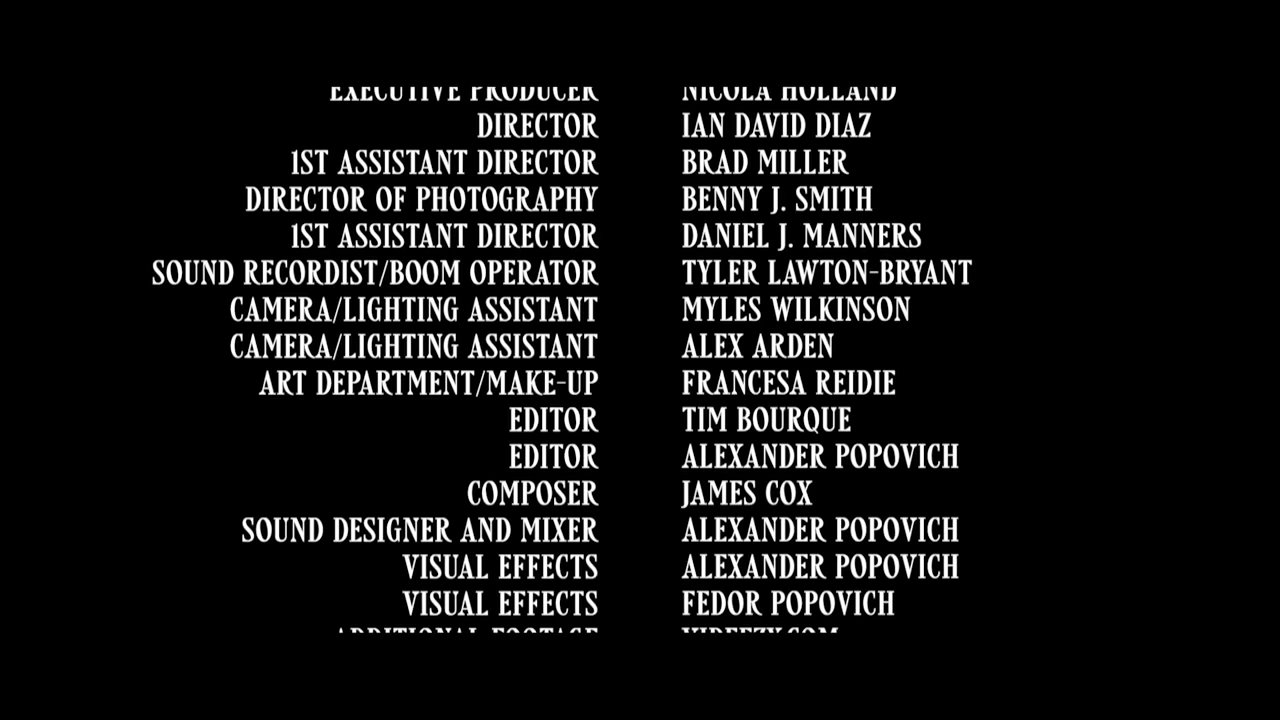 EXECUTIVE PRODUCER NICOLA HOLLAND
DIRECTOR IAN DAVID DIAZ
1ST ASSISTANT DIRECTOR BRAD MILLER
DIRECTOR OF PHOTOGRAPHY BENNY J. SMITH
1ST ASSISTANT DIRECTOR DANIEL J. MANNERS
SOUND RECORDIST/BOOM OPERATOR TYLER LAWTON-BRYANT
CAMERA/LIGHTING ASSISTANT MYLES WILKINSON
CAMERA/LIGHTING ASSISTANT ALEX ARDEN
ART DEPARTMENT/MAKE-UP FRANCESA REIDIE
EDITOR TIM BOURQUE
EDITOR ALEXANDER POPOVICH
COMPOSER JAMES COX
SOUND DESIGNER AND MIXER ALEXANDER POPOVICH
VISUAL EFFECTS ALEXANDER POPOVICH
VISUAL EFFECTS FEDOR POPOVICH
ADDITIONAL FOOTAGE